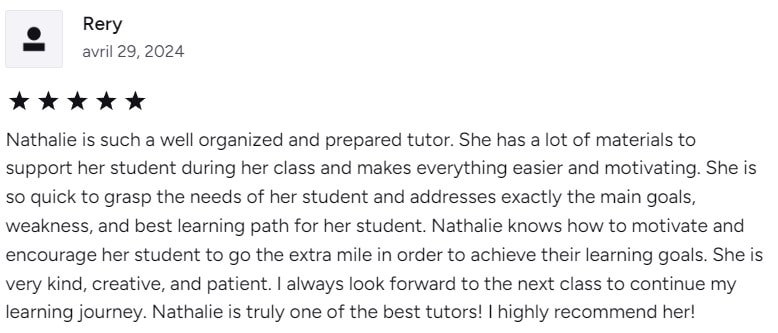 Rery
avril 29, 2024
Nathalie is such a well organized and prepared tutor. She has a lot of materials to
support her student during her class and makes everything easier and motivating. She is
so quick to grasp the needs of her student and addresses exactly the main goals,
weakness, and best learning path for her student. Nathalie knows how to motivate and
encourage her student to go the extra mile in order to achieve their learning goals. She is
very kind, creative, and patient. I always look forward to the next class to continue my
learning journey. Nathalie is truly one of the best tutors! I highly recommend her!